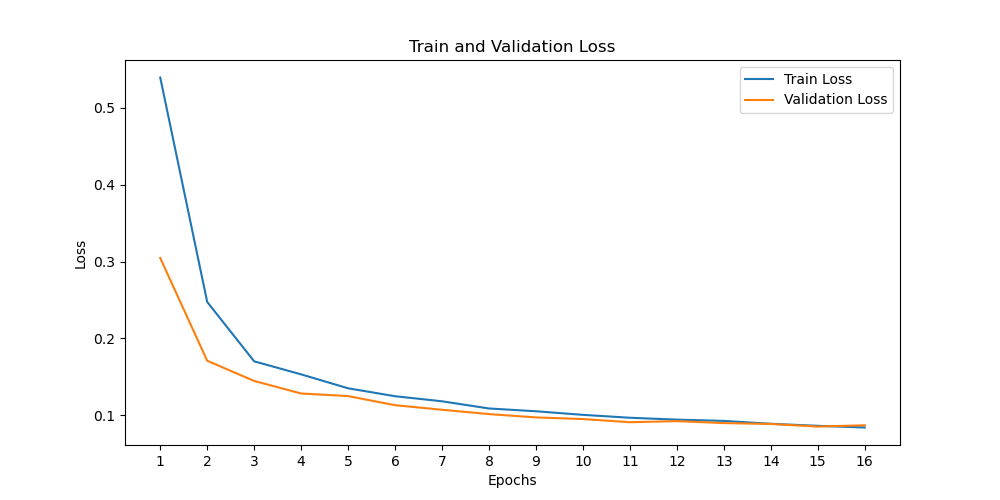 Train and Validation Loss
Train Loss
Validation Loss
0.5
0.4
0.3
0.2
0.1
Loss
1 2 3 4 5 6 7 8 9 10 11 12 13 14 15 16
Epochs